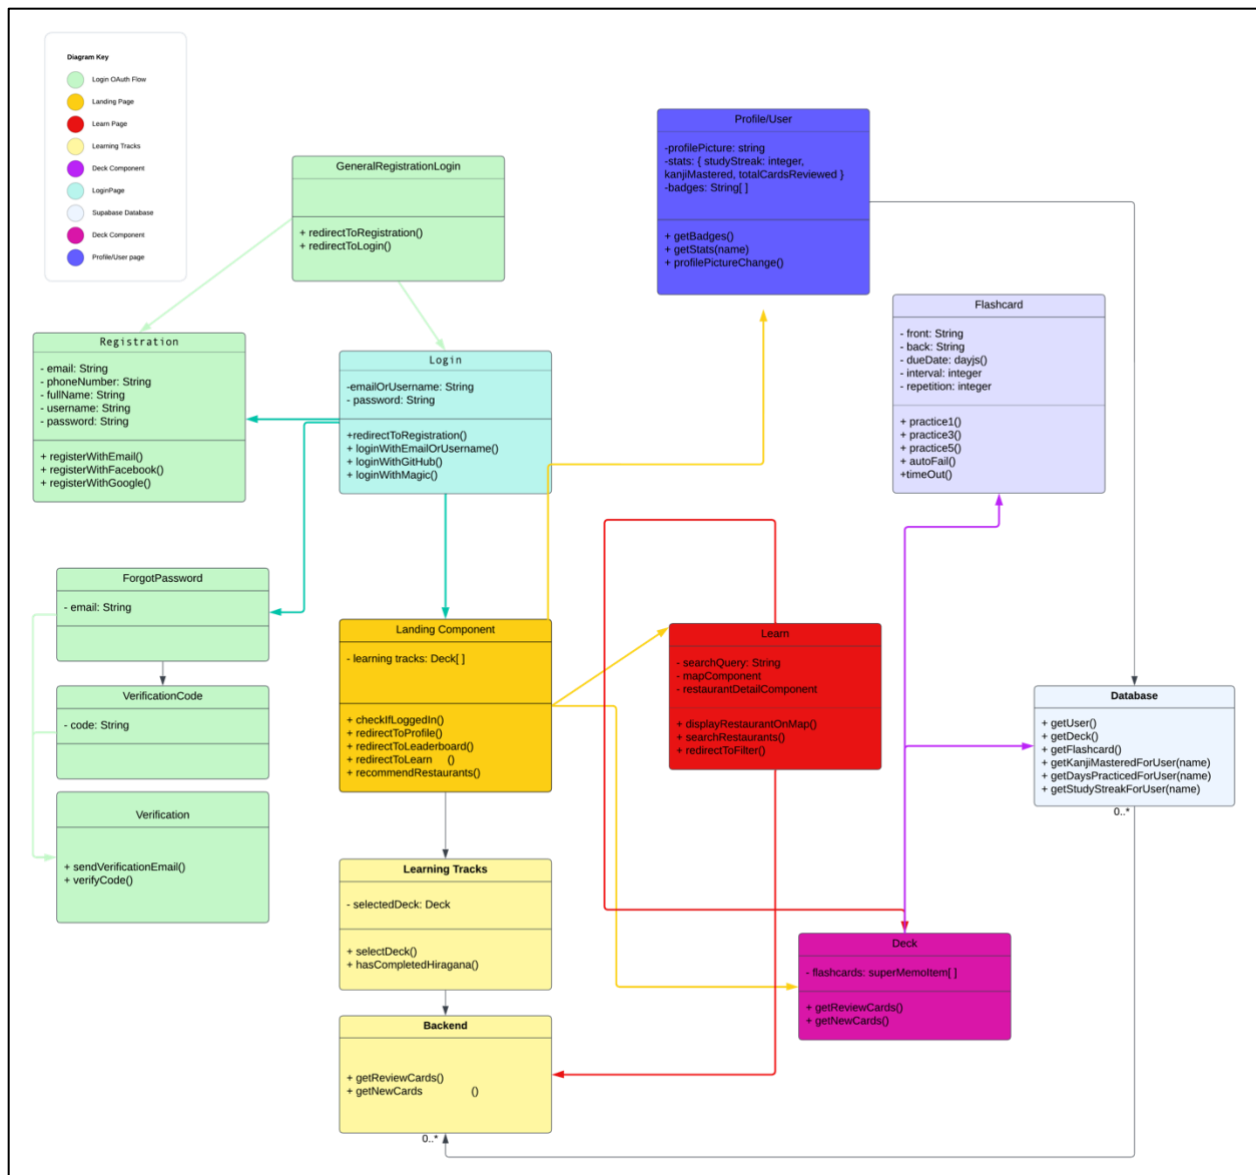 Diagram Key
Login OAuth Flow
Landing Page
Learn Page
Learning Tracks
Deck Component
LoginPage
Supabase Database
Deck Component
Profile/User page
GeneralRegistrationLogin
+ redirectToRegistration()
+ redirectToLogin()
Profile/User
-profilePicture: string
-stats: { studyStreak: integer,
kanjiMastered, totalCardsReviewed }
-badges: String[ ]
+ getBadges()
+ getStats(name)
+ profilePictureChange()
Flashcard
- front: String
- back: String
- dueDate: dayjs()
- interval: integer
- repetition: integer
+ practice1()
+ practice3()
+ practice5()
+ autoFail()
+timeOut()
Registration
- email: String
- phoneNumber: String
- fullName: String
- username: String
- password: String
+ registerWithEmail()
+ registerWithFacebook()
+ registerWithGoogle()
Login
-emailOrUsername: String
- password: String
+redirectToRegistration()
+ loginWithEmailOrUsername()
+ loginWithGitHub()
+ loginWithMagic()
ForgotPassword
- email: String
VerificationCode
- code: String
Verification
+ sendVerificationEmail()
+ verifyCode()
Landing Component
- learning tracks: Deck[ ]
+ checkIfLoggedIn()
+ redirectToProfile()
+ redirectToLeaderboard()
+ redirectToLearn ()
+ recommendRestaurants()
Learn
- searchQuery: String
- mapComponent
- restaurantDetailComponent
+ displayRestaurantOnMap()
+ searchRestaurants()
+ redirectToFilter()
Database
+ getUser()
+ getDeck()
+ getFlashcard()
+ getKanjiMasteredForUser(name)
+ getDaysPracticedForUser(name)
+ getStudyStreakForUser(name)
0..*
Learning Tracks
- selectedDeck: Deck
+ selectDeck()
+ hasCompletedHiragana()
Deck
- flashcards: superMemoItem[ ]
+ getReviewCards()
+ getNewCards()
Backend
+ getReviewCards()
+ getNewCards ()
0..*